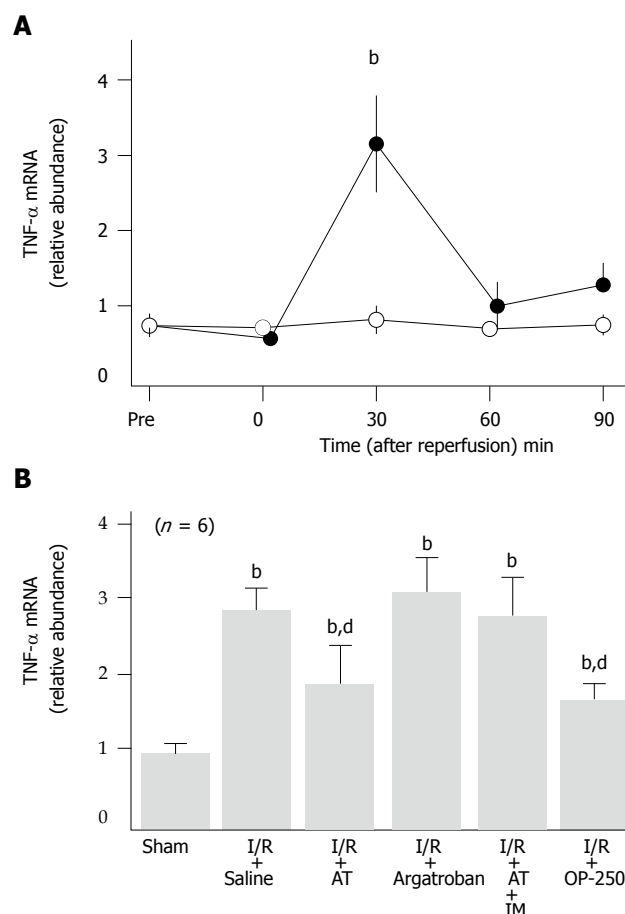 A
TNF-α mRNA
(relative abundance)
4
3
2
1
0
b
Pre
0
30
60
90
Time (after reperfusion) min
B
TNF-α mRNA
(relative abundance)
4
3
2
1
0
(n = 6)
b
b,d
b
b
b,d
Sham
I/R
+
Saline
I/R
+
AT
I/R
+
Argatroban
I/R
+
AT
+
IM
I/R
+
OP-250